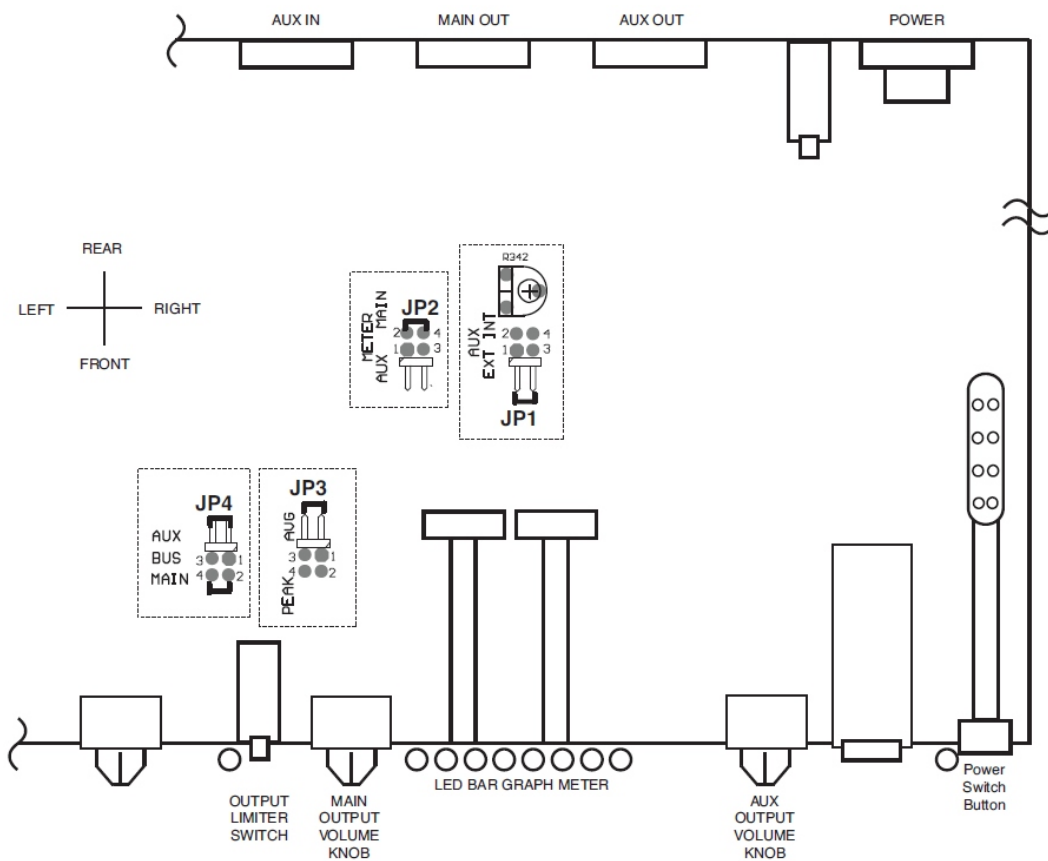 AUX IN
MAIN OUT
AUX OUT
POWER
REAR
LEFT
RIGHT
FRONT
R342
JP2
METER
MAIN
AUX
2
4
1
3
AUX
EXT INT
2
4
1
3
JP1
JP4
AUX
BUS
MAIN
3
1
4
2
JP3
AVG
PEAK
3
1
4
2
LED BAR GRAPH METER
OUTPUT
LIMITER
SWITCH
MAIN
OUTPUT
VOLUME
KNOB
AUX
OUTPUT
VOLUME
KNOB
Power
Switch
Button